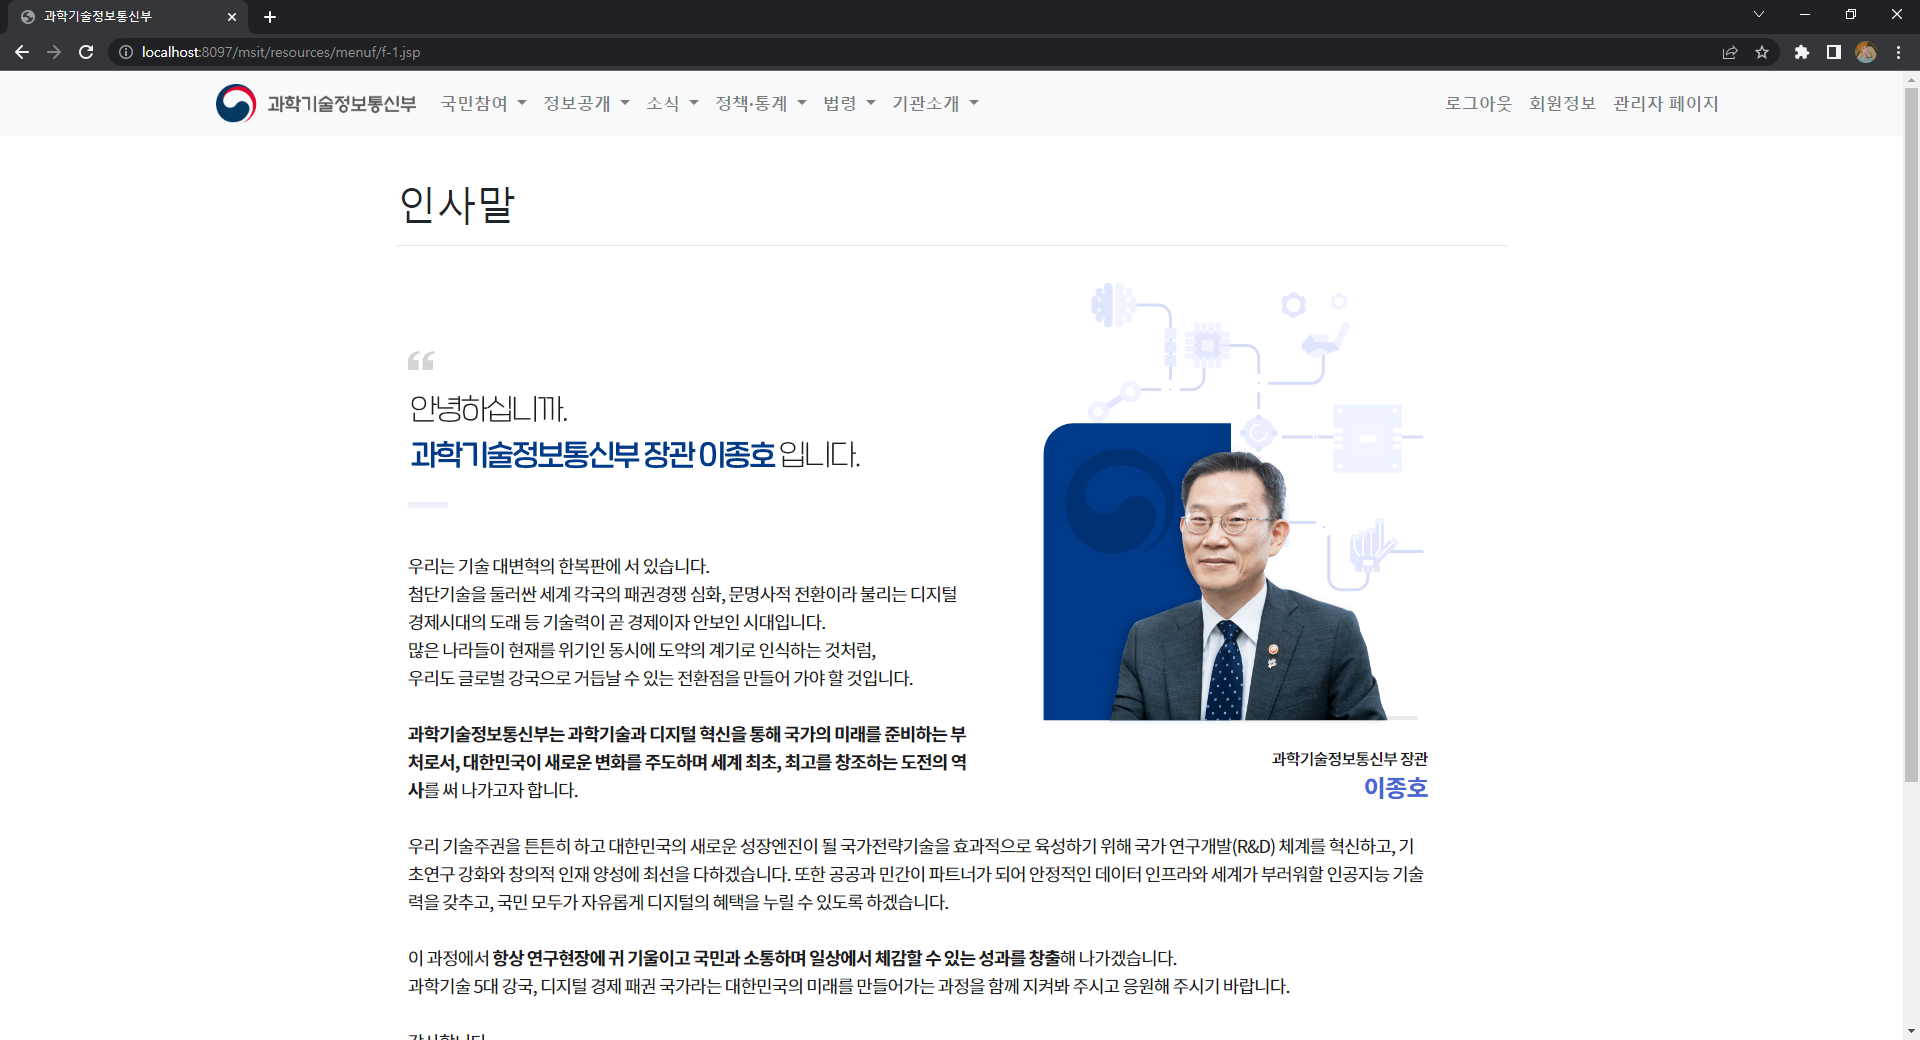 과학기술정보통신부
localhost:8097/msit/resources/menuf/f-1.jsp
과학기술정보통신부 국민참여 정보공개 소식 정책·통계 법령 기관소개 로그아웃 회원정보 관리자 페이지
인사말
“
안녕하십니까.
과학기술정보통신부 장관 이종호 입니다.
우리는 기술 대변혁의 한복판에 서 있습니다.
첨단기술을 둘러싼 세계 각국의 패권경쟁 심화, 문명사적 전환이라 불리는 디지털
경제시대의 도래 등 기술력이 곧 경제이자 안보인 시대입니다.
많은 나라들이 현재를 위기인 동시에 도약의 계기로 인식하는 것처럼,
우리도 글로벌 강국으로 거듭날 수 있는 전환점을 만들어 가야 할 것입니다.
과학기술정보통신부는 과학기술과 디지털 혁신을 통해 국가의 미래를 준비하는 부
처로서, 대한민국이 새로운 변화를 주도하며 세계 최초, 최고를 창조하는 도전의 역
사를 써 나가고자 합니다.
과학기술정보통신부 장관
이종호
우리 기술주권을 튼튼히 하고 대한민국의 새로운 성장엔진이 될 국가전략기술을 효과적으로 육성하기 위해 국가 연구개발(R&D) 체계를 혁신하고, 기
초연구 강화와 창의적 인재 양성에 최선을 다하겠습니다. 또한 공공과 민간이 파트너가 되어 안정적인 데이터 인프라와 세계가 부러워할 인공지능 기술
력을 갖추고, 국민 모두가 자유롭게 디지털의 혜택을 누릴 수 있도록 하겠습니다.
이 과정에서 항상 연구현장에 귀 기울이고 국민과 소통하며 일상에서 체감할 수 있는 성과를 창출해 나가겠습니다.
과학기술 5대 강국, 디지털 경제 패권 국가라는 대한민국의 미래를 만들어가는 과정을 함께 지켜봐 주시고 응원해 주시기 바랍니다.